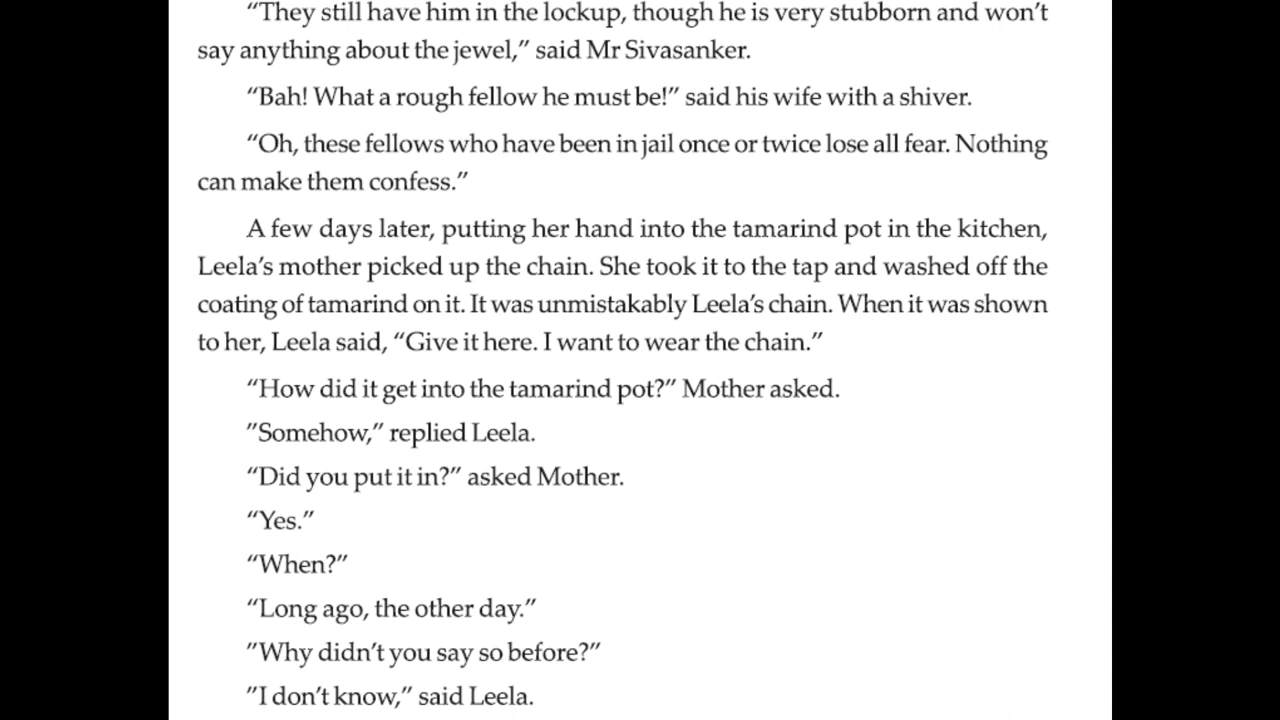 “They still have him in the lockup, though he is very stubborn and won’t
say anything about the jewel,” said Mr Sivasanker.
“Bah! What a rough fellow he must be!” said his wife with a shiver.
“Oh, these fellows who have been in jail once or twice lose all fear. Nothing
can make them confess.”
A few days later, putting her hand into the tamarind pot in the kitchen,
Leela’s mother picked up the chain. She took it to the tap and washed off the
coating of tamarind on it. It was unmistakably Leela’s chain. When it was shown
to her, Leela said, “Give it here. I want to wear the chain.”
“How did it get into the tamarind pot?” Mother asked.
”Somehow,” replied Leela.
“Did you put it in?” asked Mother.
“Yes.”
“When?”
“Long ago, the other day.”
”Why didn’t you say so before?”
”I don’t know,” said Leela.